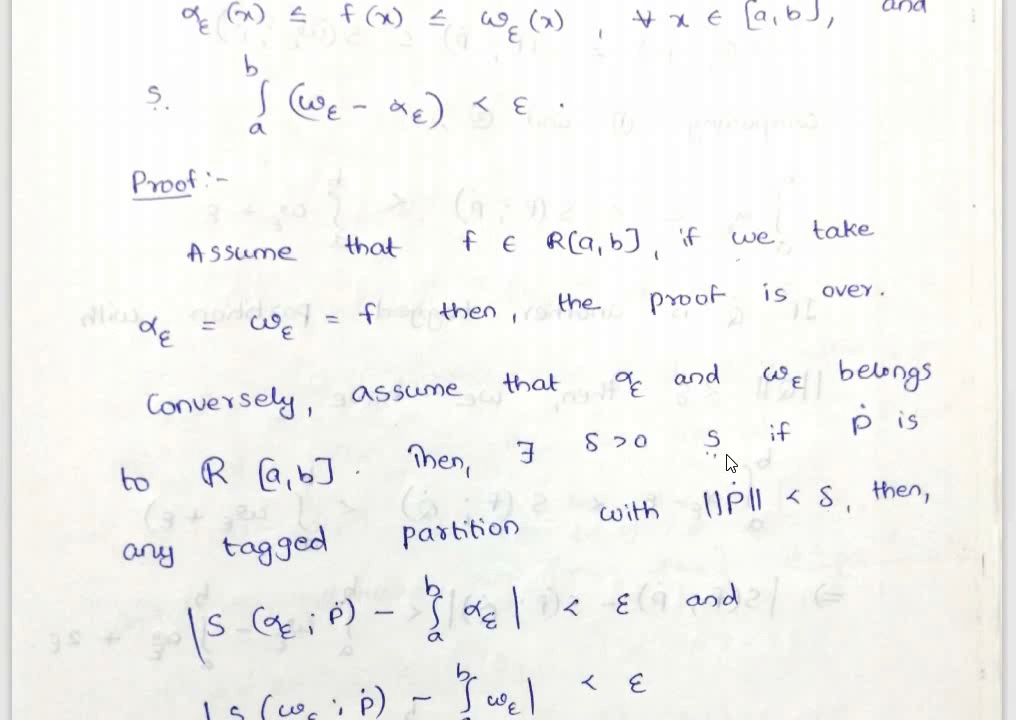 α_ε (x) ≤ f(x) ≤ ω_ε (x) , ∀ x ∈ [a, b], and
S. ∫_a^b (ω_ε - α_ε) < ε .
Proof :-
Assume that f ∈ R[a, b], if we take
α_ε = ω_ε = f then, the proof is over.
Conversely, assume that α_ε and ω_ε belongs
to R [a, b]. Then, ∃ δ > 0 S if Ṗ is
any tagged partition with ||Ṗ|| < δ, then,
|S (α_ε ; Ṗ) - ∫_a^b α_ε| < ε and
|S (ω_ε ; Ṗ) - ∫^b ω_ε| < ε